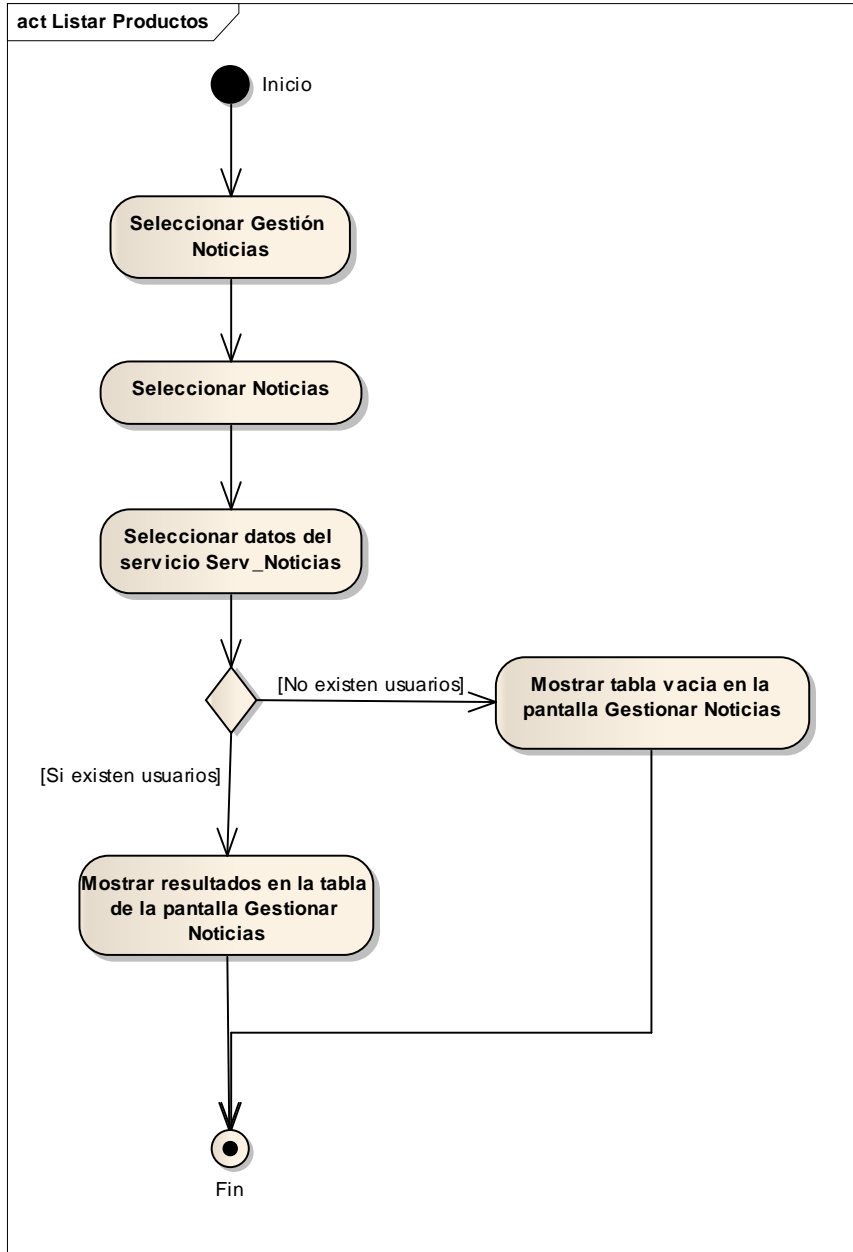 act Listar Productos
Inicio
Seleccionar Gestión
Noticias
Seleccionar Noticias
Seleccionar datos del
servicio Serv_Noticias
[No existen usuarios]
Mostrar tabla vacia en la
pantalla Gestionar Noticias
[Si existen usuarios]
Mostrar resultados en la tabla
de la pantalla Gestionar
Noticias
Fin